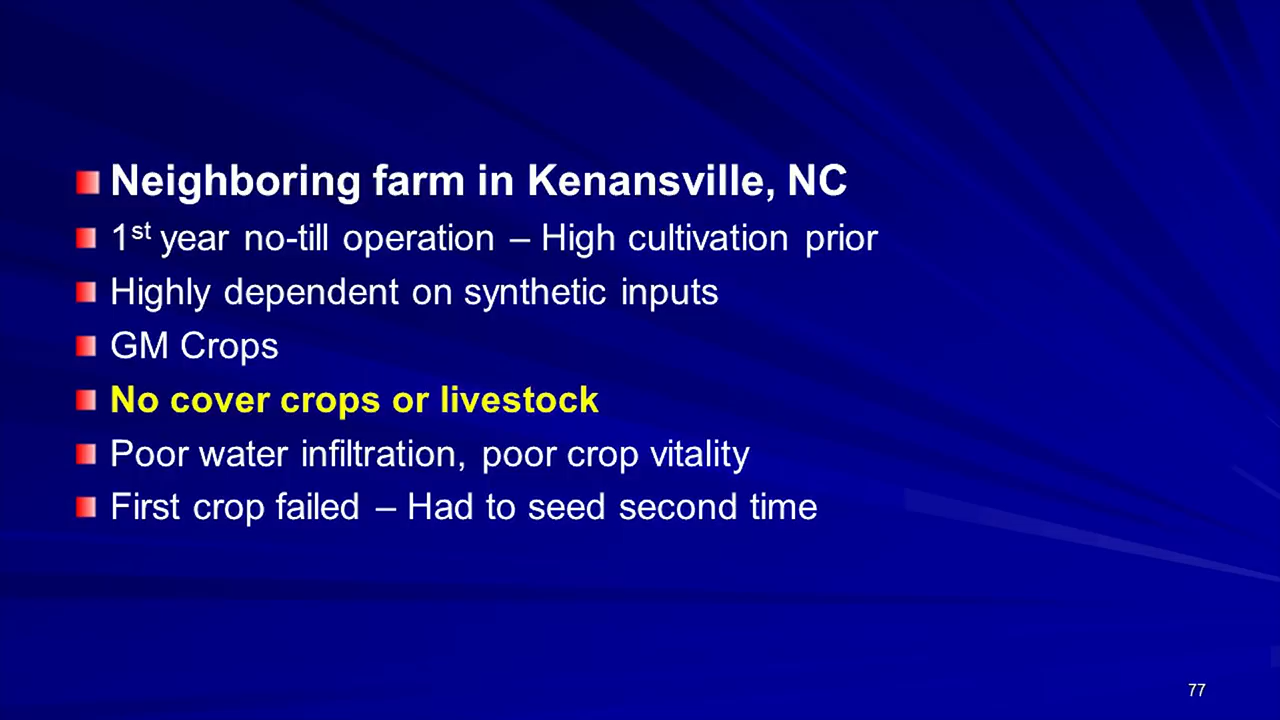 Neighboring farm in Kenansville, NC
1st year no-till operation – High cultivation prior
Highly dependent on synthetic inputs
GM Crops
No cover crops or livestock
Poor water infiltration, poor crop vitality
First crop failed – Had to seed second time
77